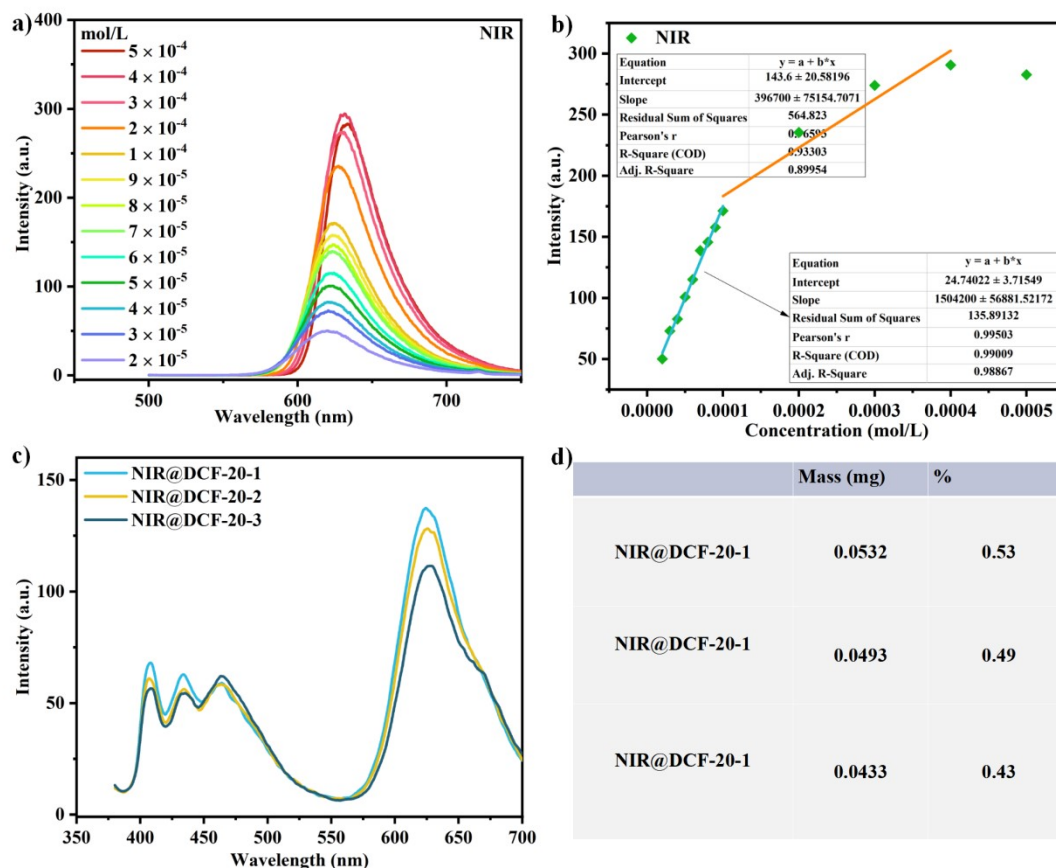 a)
400
300
200
100
0
Intensity (a.u.)
mol/L
NIR
5 × 10-4
4 × 10-4
3 × 10-4
2 × 10-4
1 × 10-4
9 × 10-5
8 × 10-5
7 × 10-5
6 × 10-5
5 × 10-5
4 × 10-5
3 × 10-5
2 × 10-5
500 600 700
Wavelength (nm)
b)
300
250
200
150
100
50
Intensity (a.u.)
NIR
Equation y = a + b*x
Intercept 143.6 ± 20.58196
Slope 396700 ± 75154.7071
Residual Sum of Squares 564.823
Pearson's r
R-Square (COD) 0.93303
Adj. R-Square 0.89954
Equation y = a + b*x
Intercept 24.74022 ± 3.71549
Slope 1504200 ± 56881.52172
Residual Sum of Squares 135.89132
Pearson's r 0.99503
R-Square (COD) 0.99009
Adj. R-Square 0.98867
0.0000 0.0001 0.0002 0.0003 0.0004 0.0005
Concentration (mol/L)
c)
150
100
50
0
Intensity (a.u.)
NIR@DCF-20-1
NIR@DCF-20-2
NIR@DCF-20-3
350 400 450 500 550 600 650 700
Wavelength (nm)
d)
Mass (mg) %
NIR@DCF-20-1 0.0532 0.53
NIR@DCF-20-1 0.0493 0.49
NIR@DCF-20-1 0.0433 0.43